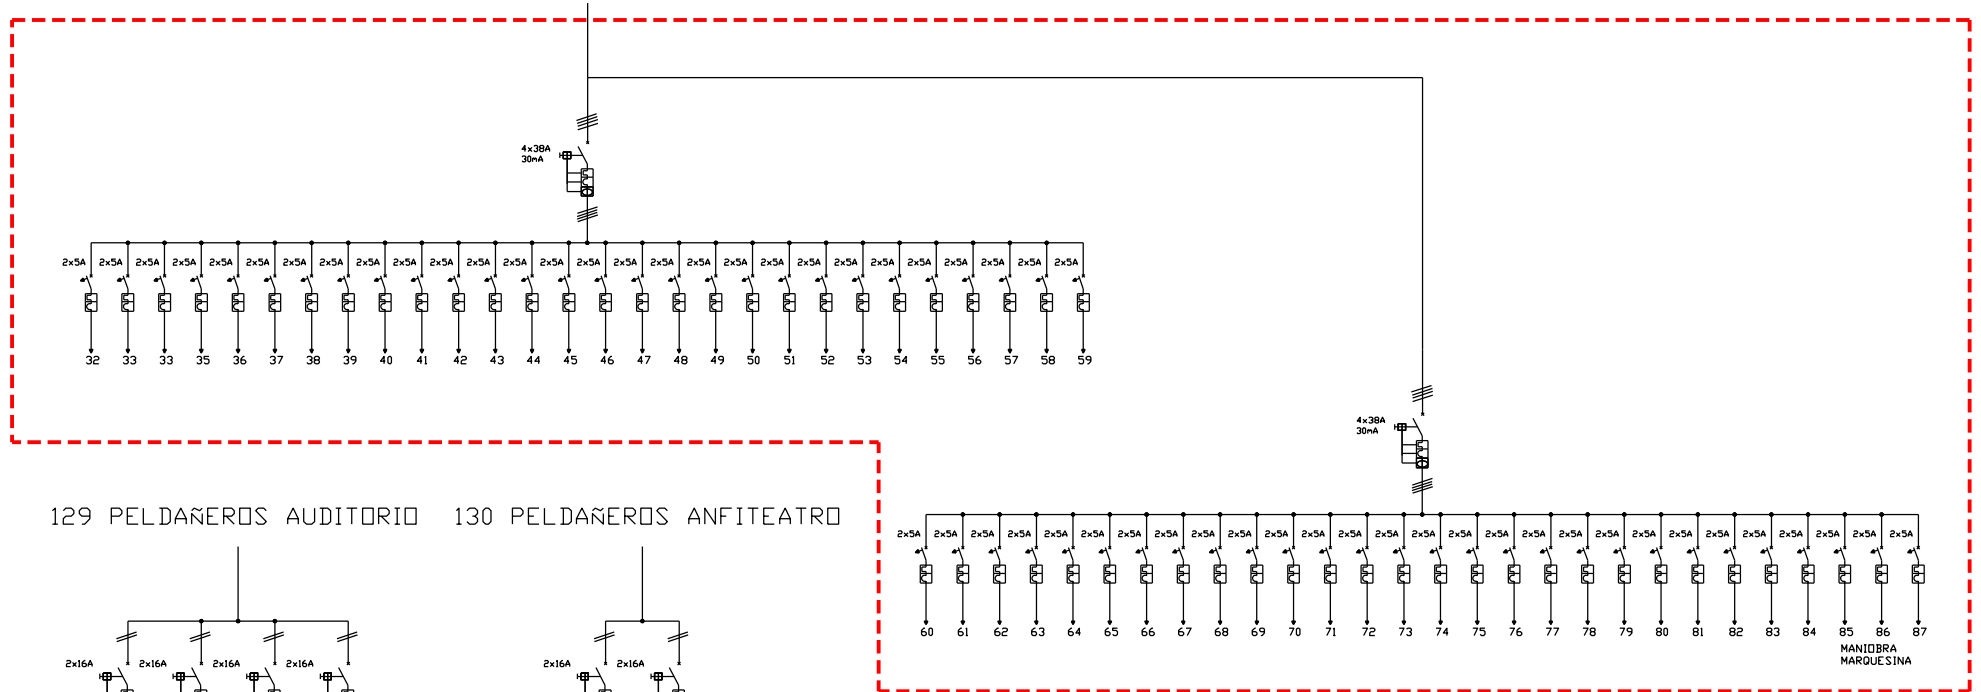 4x38A
30mA
2x5A 2x5A 2x5A 2x5A 2x5A 2x5A 2x5A 2x5A 2x5A 2x5A 2x5A 2x5A 2x5A 2x5A 2x5A 2x5A 2x5A 2x5A 2x5A 2x5A 2x5A 2x5A 2x5A 2x5A 2x5A 2x5A 2x5A 2x5A
32 33 33 35 36 37 38 39 40 41 42 43 44 45 46 47 48 49 50 51 52 53 54 55 56 57 58 59
4x38A
30mA
129 PELDAÑEROS AUDITORIO
130 PELDAÑEROS ANFITEATRO
2x5A 2x5A 2x5A 2x5A 2x5A 2x5A 2x5A 2x5A 2x5A 2x5A 2x5A 2x5A 2x5A 2x5A 2x5A 2x5A 2x5A 2x5A 2x5A 2x5A 2x5A 2x5A 2x5A 2x5A 2x5A 2x5A 2x5A 2x5A
60 61 62 63 64 65 66 67 68 69 70 71 72 73 74 75 76 77 78 79 80 81 82 83 84 85 86 87
MANIOBRA
MARQUESINA
2x16A 2x16A 2x16A 2x16A
2x16A 2x16A